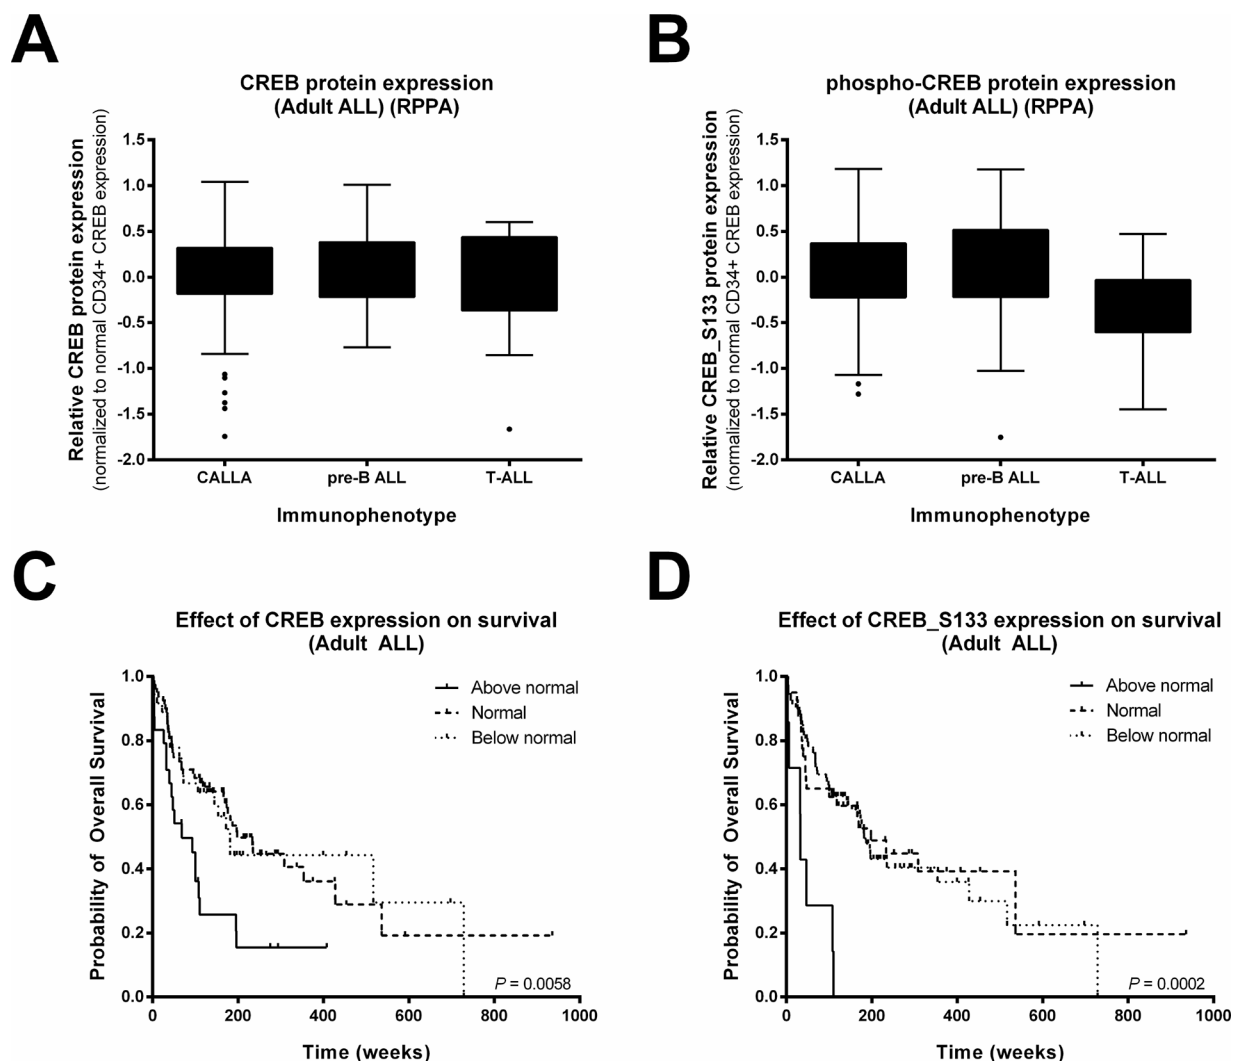 A
CREB protein expression
(Adult ALL) (RPPA)
Relative CREB protein expression
(normalized to normal CD34+ CREB expression)
1.5
1.0
0.5
0.0
-0.5
-1.0
-1.5
-2.0
CALLA
pre-B ALL
T-ALL
Immunophenotype
B
phospho-CREB protein expression
(Adult ALL) (RPPA)
Relative CREB_S133 protein expression
(normalized to normal CD34+ CREB expression)
1.5
1.0
0.5
0.0
-0.5
-1.0
-1.5
-2.0
CALLA
pre-B ALL
T-ALL
Immunophenotype
C
Effect of CREB expression on survival
(Adult ALL)
Probability of Overall Survival
1.0
0.8
0.6
0.4
0.2
0.0
Above normal
Normal
Below normal
P = 0.0058
0 200 400 600 800 1000
Time (weeks)
D
Effect of CREB_S133 expression on survival
(Adult ALL)
Probability of Overall Survival
1.0
0.8
0.6
0.4
0.2
0.0
Above normal
Normal
Below normal
P = 0.0002
0 200 400 600 800 1000
Time (weeks)